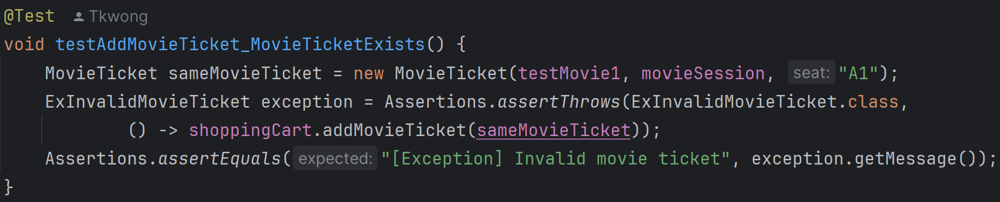 @Test Tkwong
void testAddMovieTicket_MovieTicketExists() {
MovieTicket sameMovieTicket = new MovieTicket(testMovie1, movieSession, seat: "A1");
ExInvalidMovieTicket exception = Assertions.assertThrows(ExInvalidMovieTicket.class,
() -> shoppingCart.addMovieTicket(sameMovieTicket));
Assertions.assertEquals(expected: "[Exception] Invalid movie ticket", exception.getMessage());
}